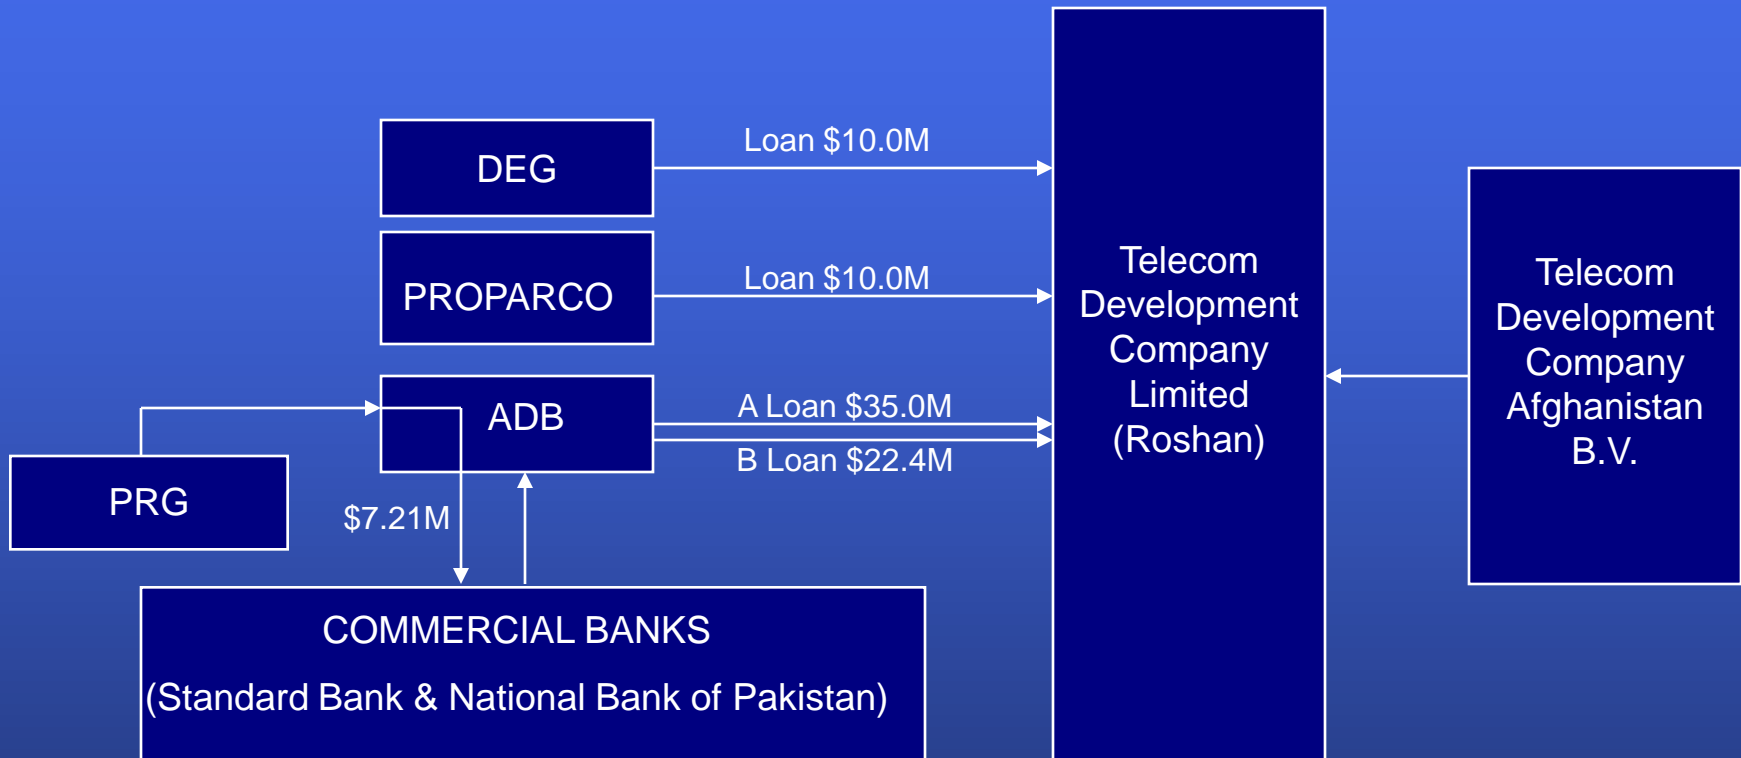 DEG
Loan $10.0M
PROPARCO
Loan $10.0M
ADB
A Loan $35.0M
B Loan $22.4M
PRG
$7.21M
COMMERCIAL BANKS
(Standard Bank & National Bank of Pakistan)
Telecom
Development
Company
Limited
(Roshan)
Telecom
Development
Company
Afghanistan
B.V.